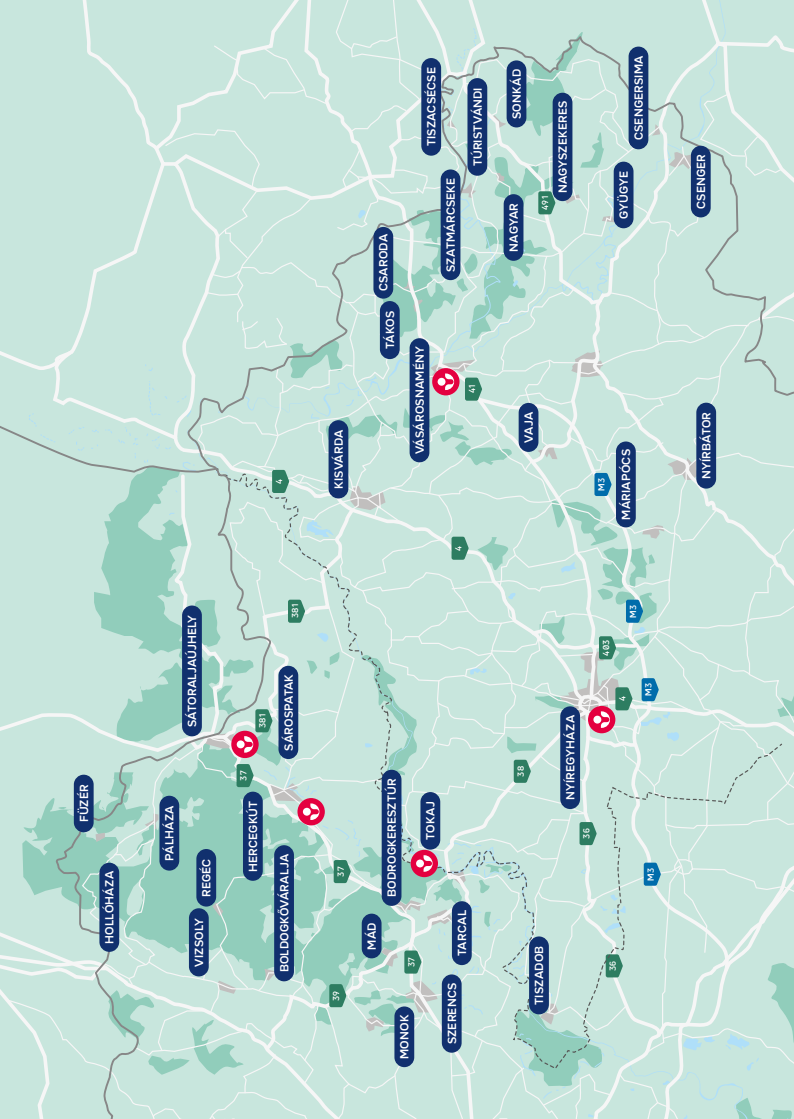 FÜZÉR
HOLLÓHÁZA
PÁLHÁZA
SÁTORALJAÚJHELY
VIZSOLY
REGÉC
37
HERCEGKÚT
381
4
BOLDOGKŐVÁRALJA
SÁROSPATAK
381
39
KISVÁRDA
37
MÁD
CSARODA
TÁKOS
BODROGKERESZTÚR
MONOK
37
VÁSÁROSNAMÉNY
TOKAJ
TISZACSÉCSE
SZATMÁRCSEKE
SZERENCS
4
TARCAL
41
TÚRISTVÁNDI
NAGYAR
SONKÁD
38
VAJA
TISZADOB
491
NAGYSZEKERES
NYÍREGYHÁZA
36
M3
403
36
GYÜGYE
4
MÁRIAPÓCS
M3
CSENGERSIMA
M3
M3
CSENGER
NYÍRBÁTOR